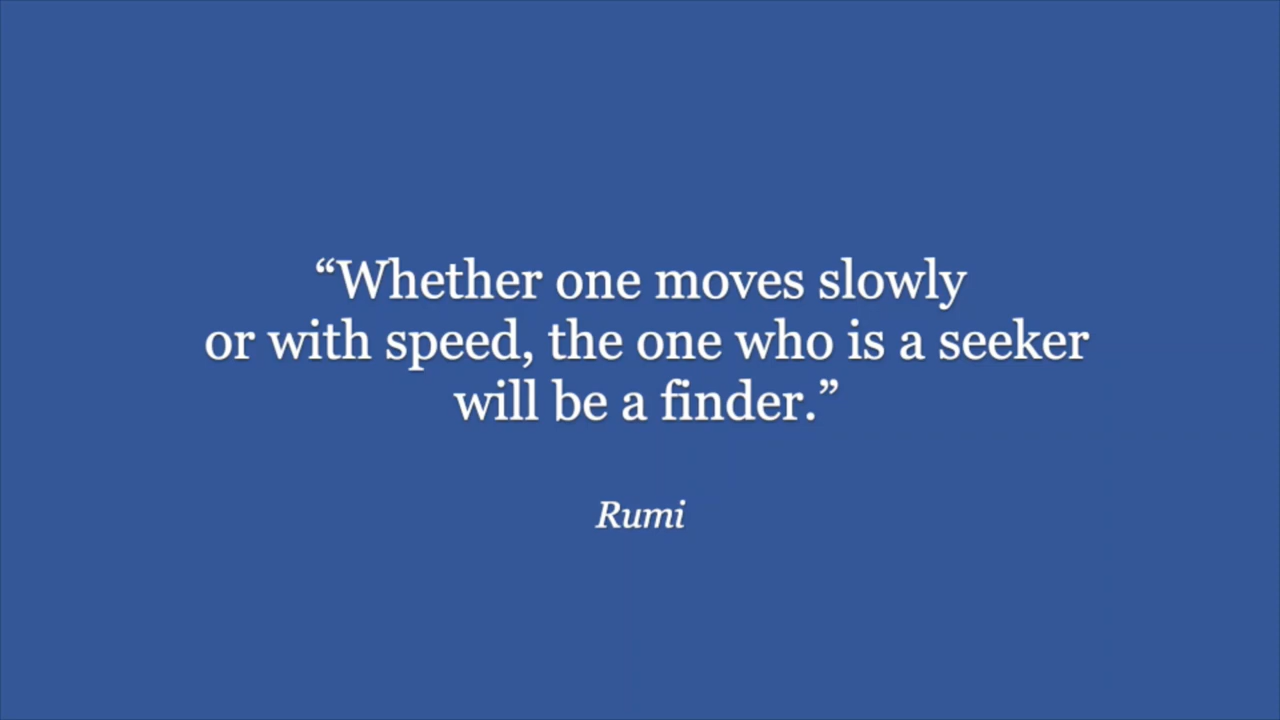 “Whether one moves slowly
or with speed, the one who is a seeker
will be a finder.”
Rumi